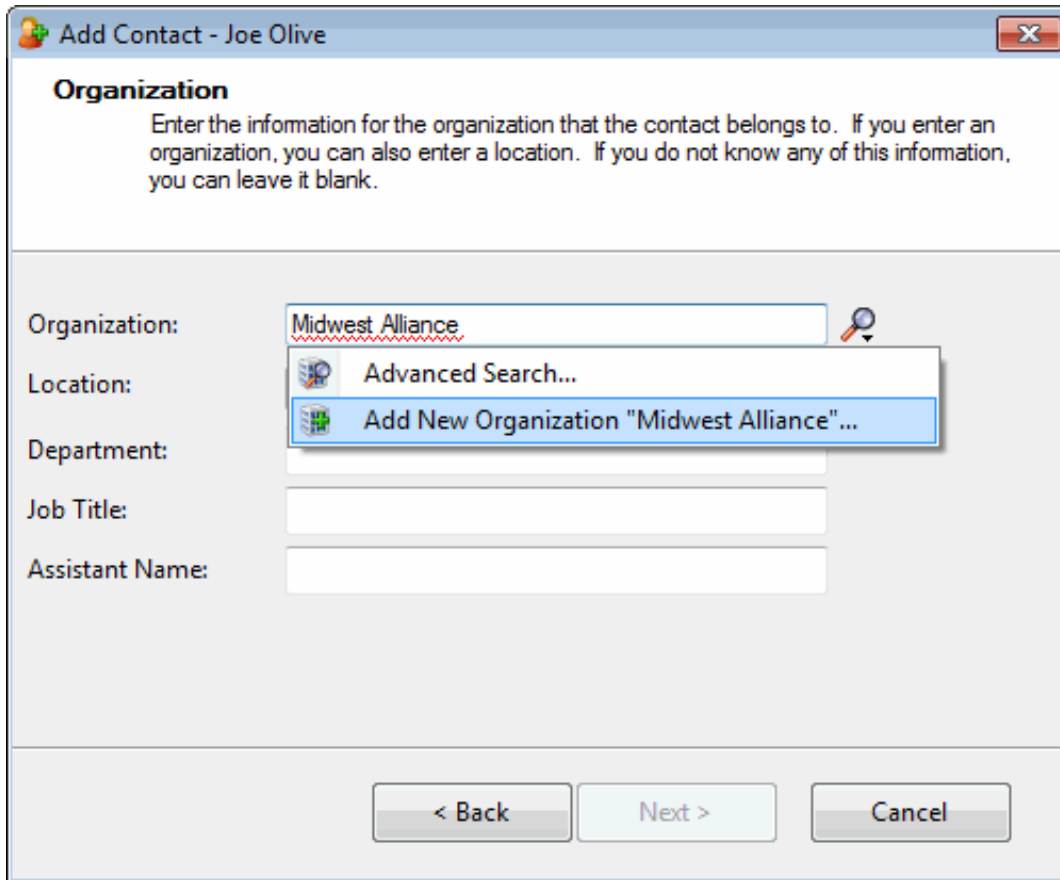 Add Contact - Joe Olive
Organization
Enter the information for the organization that the contact belongs to.  If you enter an
organization, you can also enter a location.  If you do not know any of this information,
you can leave it blank.
Organization:
Midwest Alliance
Location:
Advanced Search...
Add New Organization "Midwest Alliance"...
Department:
Job Title:
Assistant Name:
< Back
Next >
Cancel